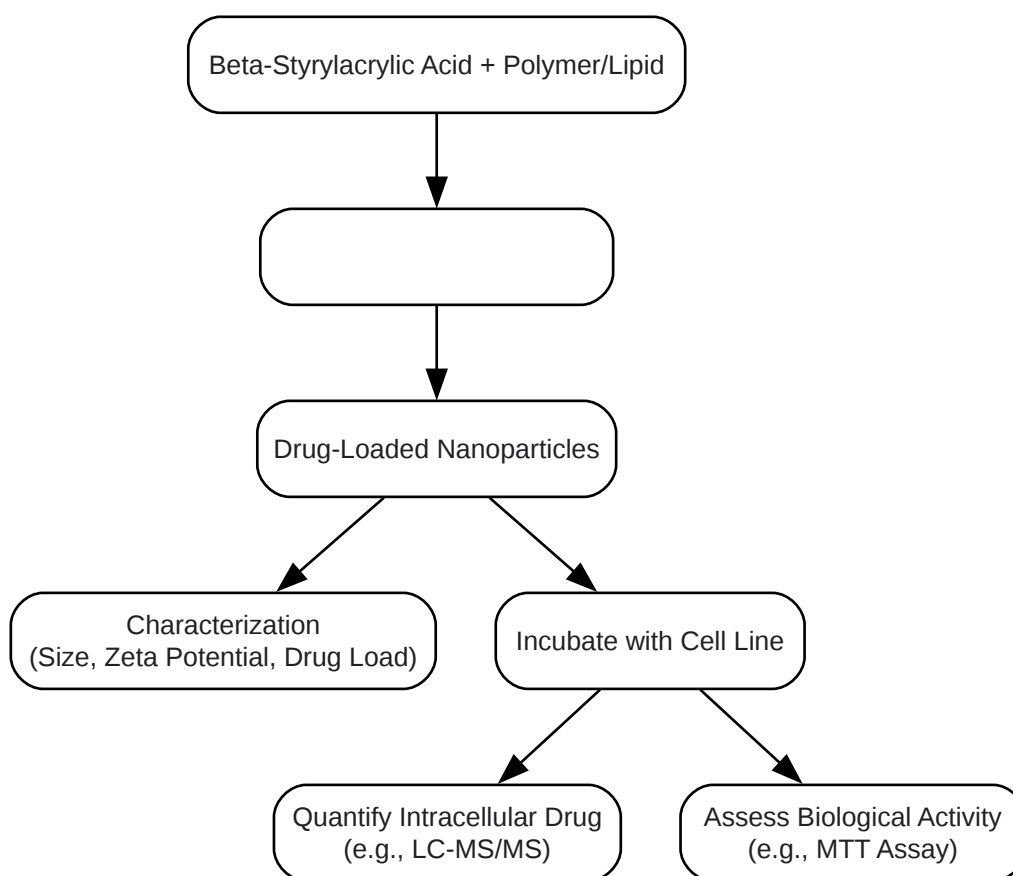 Beta-Styrylacrylic Acid + Polymer/Lipid
Drug-Loaded Nanoparticles
Characterization
(Size, Zeta Potential, Drug Load)
Incubate with Cell Line
Quantify Intracellular Drug
(e.g., LC-MS/MS)
Assess Biological Activity
(e.g., MTT Assay)